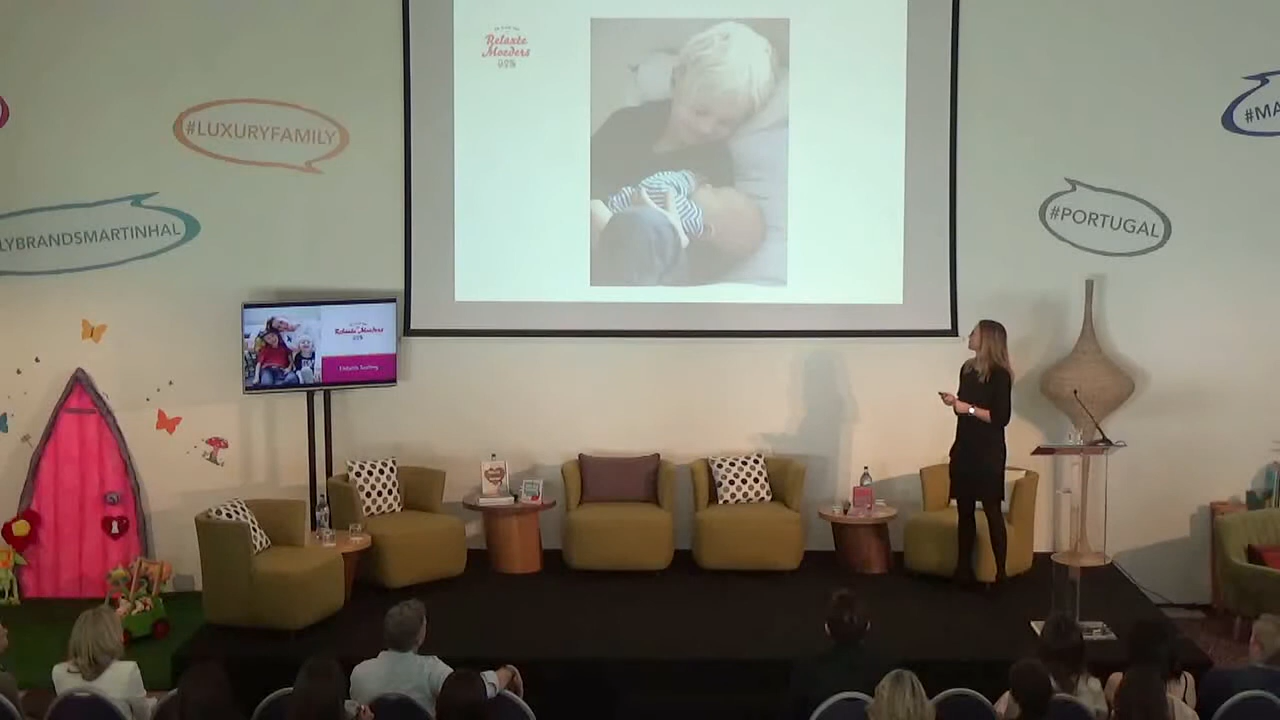 Relaxte
Moeders
#LUXURYFAMILY
#MA
LYBRANDSMARTINHAL
#PORTUGAL
Relaxte Moeders